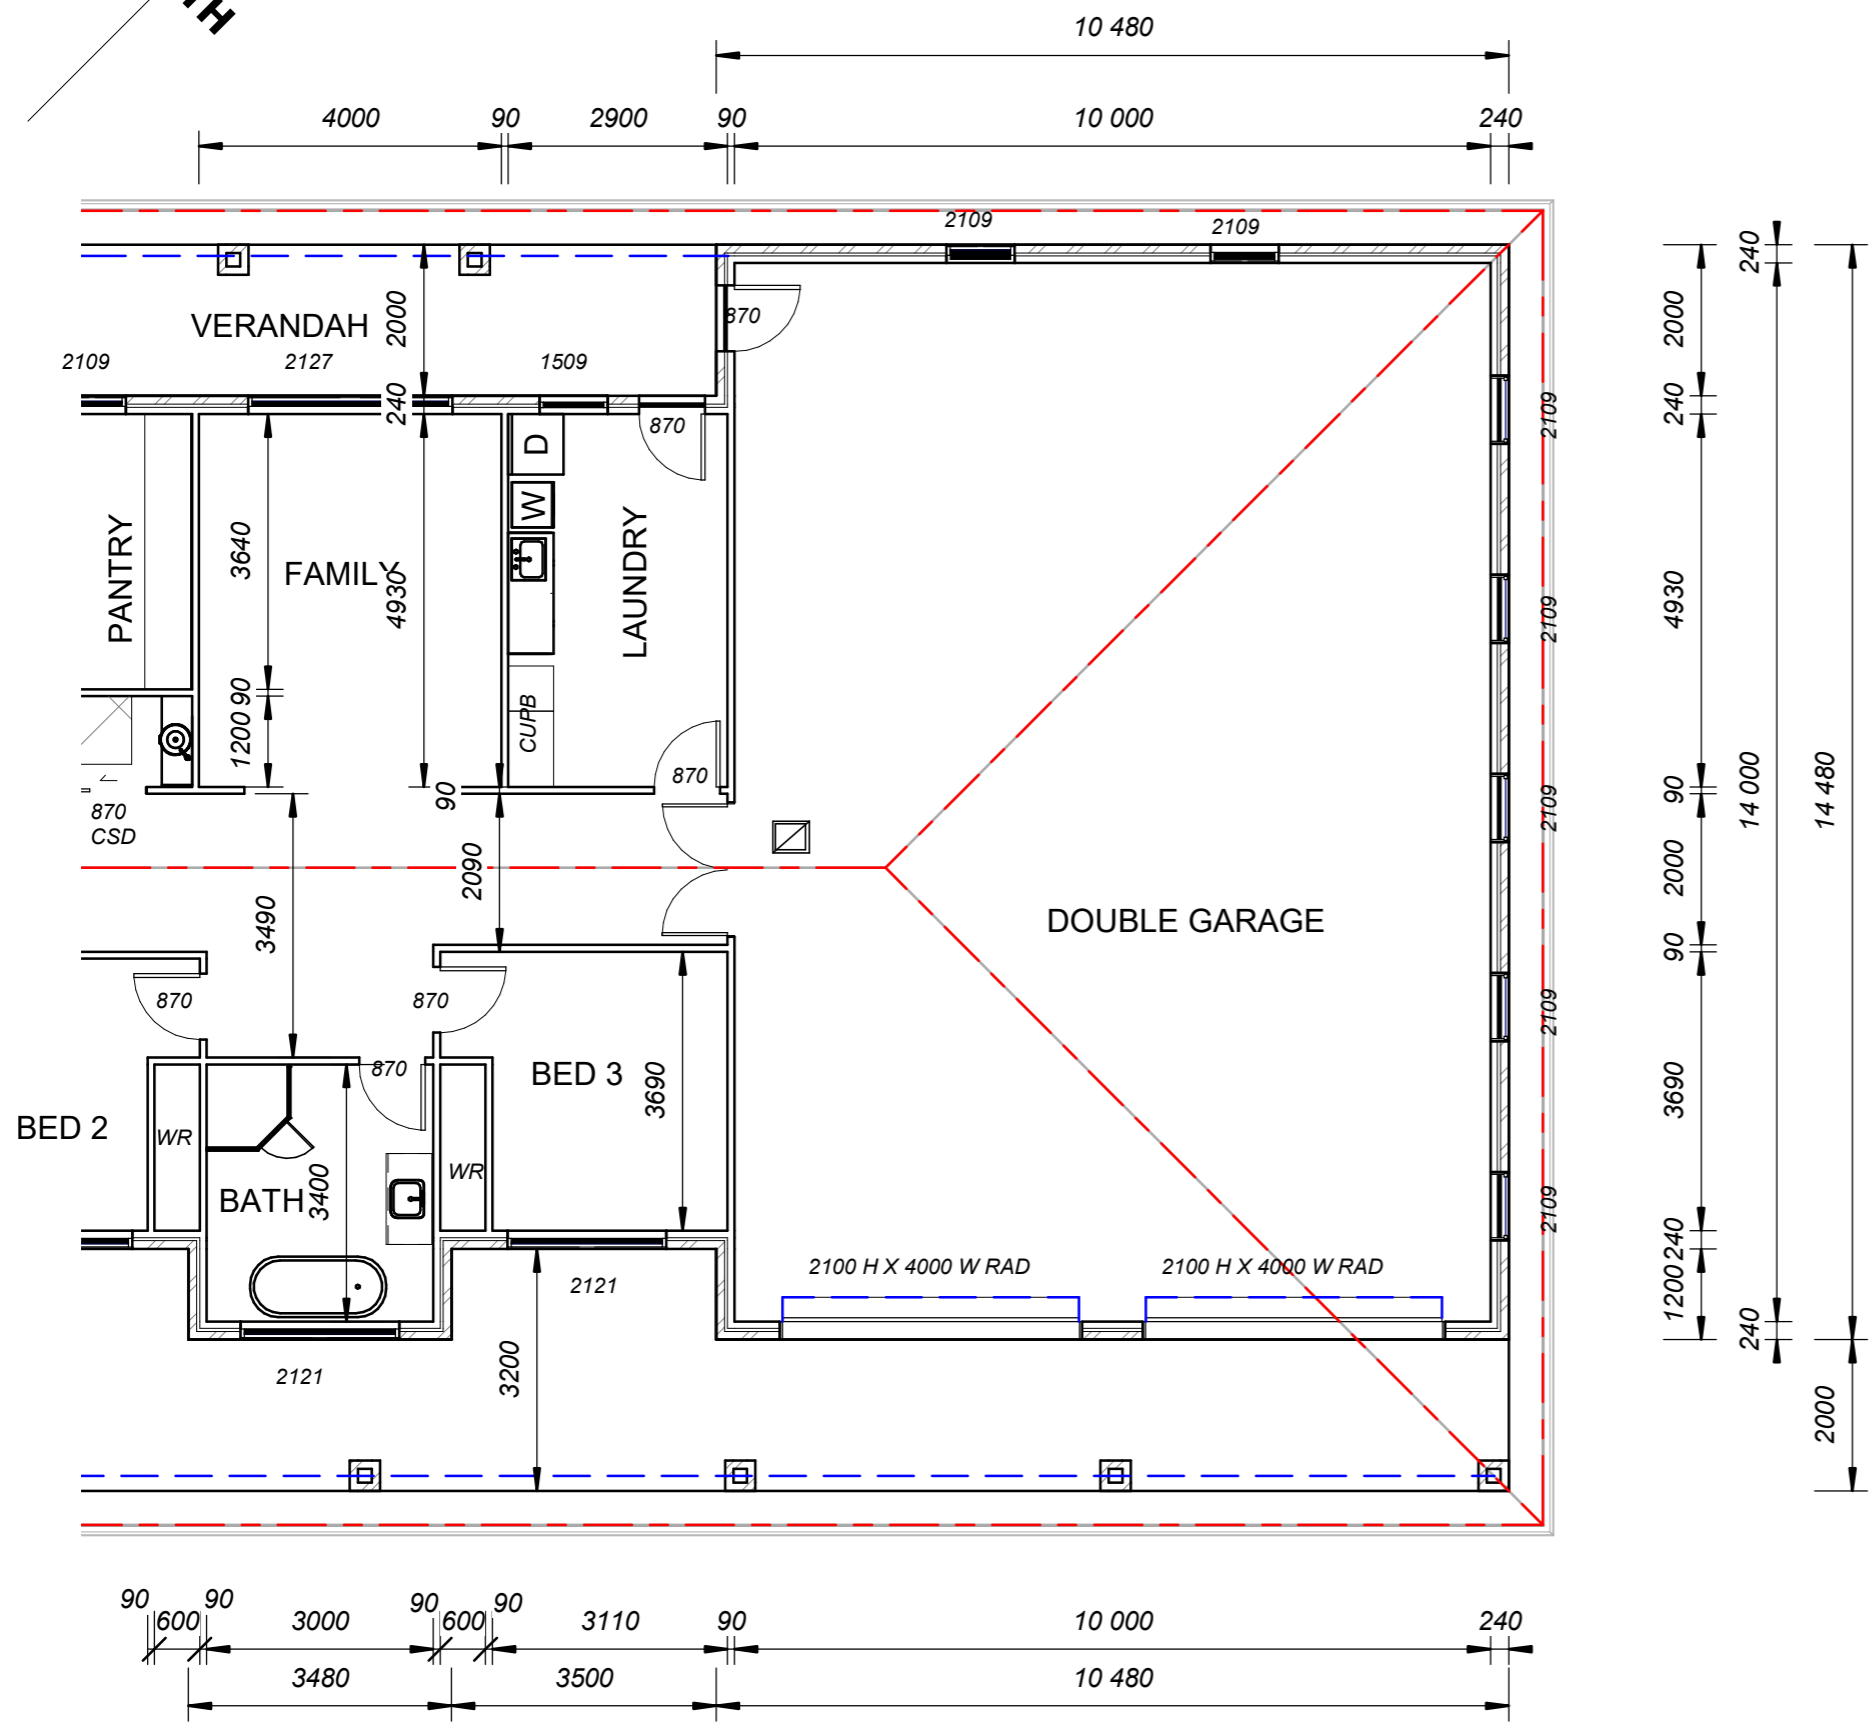 TH
10 480
4000 90 2900 90 10 000 240
2109 2109
240
VERANDAH 2000 870 2000
2109 2127 1509
240 870 240 2109
D
W
PANTRY 3640 FAMILY 4930 LAUNDRY 4930 2109
90
1200 CUPB 870
90 90 2109 14 000 14 480
870
CSD
2090 2000
3490 DOUBLE GARAGE
90
870 870 2109
870 BED 3 3690 3690
BED 2 WR WR
BATH 3400 2109
240
2100 H X 4000 W RAD 2100 H X 4000 W RAD
2121 1200
240
2121 3200 2000
90 600 90 3000 90 600 90 3110 90 10 000 240
3480 3500 10 480